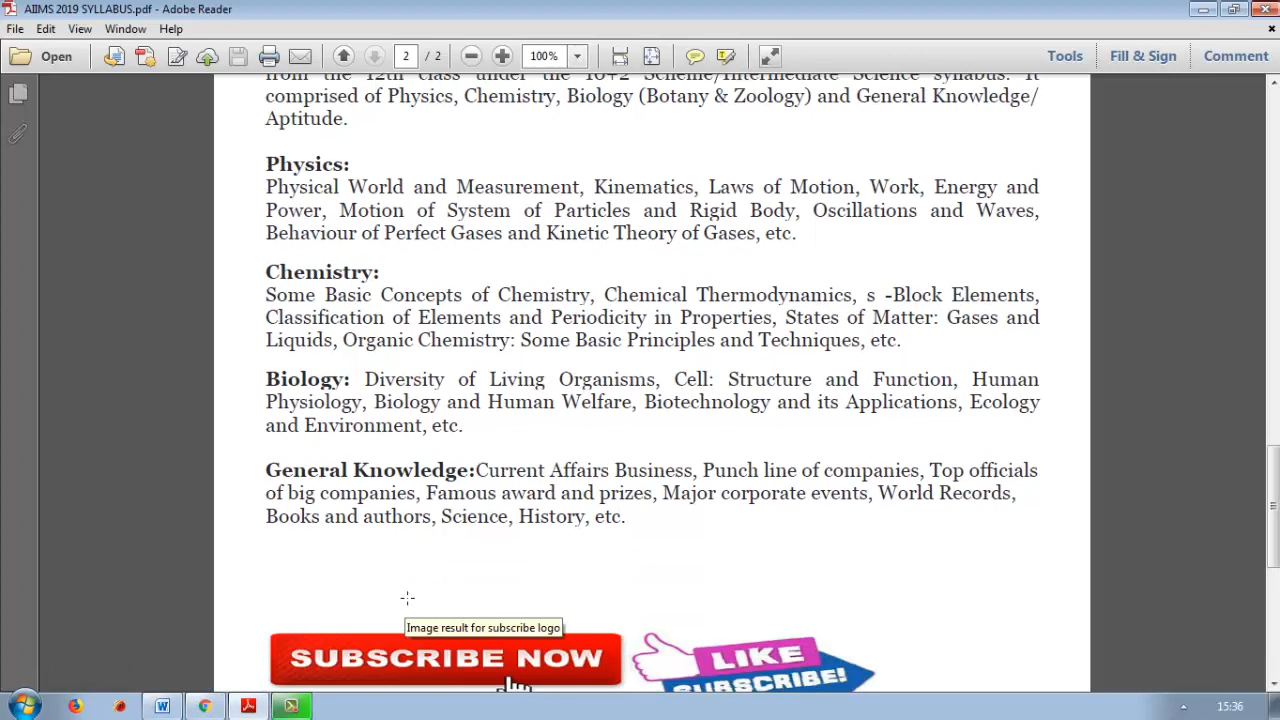 AIIMS 2019 SYLLABUS.pdf - Adobe Reader
File Edit View Window Help
Open 2 / 2 100% Tools Fill & Sign Comment
from the 12th class under the 10+2 Scheme/Intermediate Science syllabus. It
comprised of Physics, Chemistry, Biology (Botany & Zoology) and General Knowledge/
Aptitude.
Physics:
Physical World and Measurement, Kinematics, Laws of Motion, Work, Energy and
Power, Motion of System of Particles and Rigid Body, Oscillations and Waves,
Behaviour of Perfect Gases and Kinetic Theory of Gases, etc.
Chemistry:
Some Basic Concepts of Chemistry, Chemical Thermodynamics, s -Block Elements,
Classification of Elements and Periodicity in Properties, States of Matter: Gases and
Liquids, Organic Chemistry: Some Basic Principles and Techniques, etc.
Biology: Diversity of Living Organisms, Cell: Structure and Function, Human
Physiology, Biology and Human Welfare, Biotechnology and its Applications, Ecology
and Environment, etc.
General Knowledge:Current Affairs Business, Punch line of companies, Top officials
of big companies, Famous award and prizes, Major corporate events, World Records,
Books and authors, Science, History, etc.
Image result for subscribe logo
SUBSCRIBE NOW
LIKE
SUBSCRIBE!
15:36